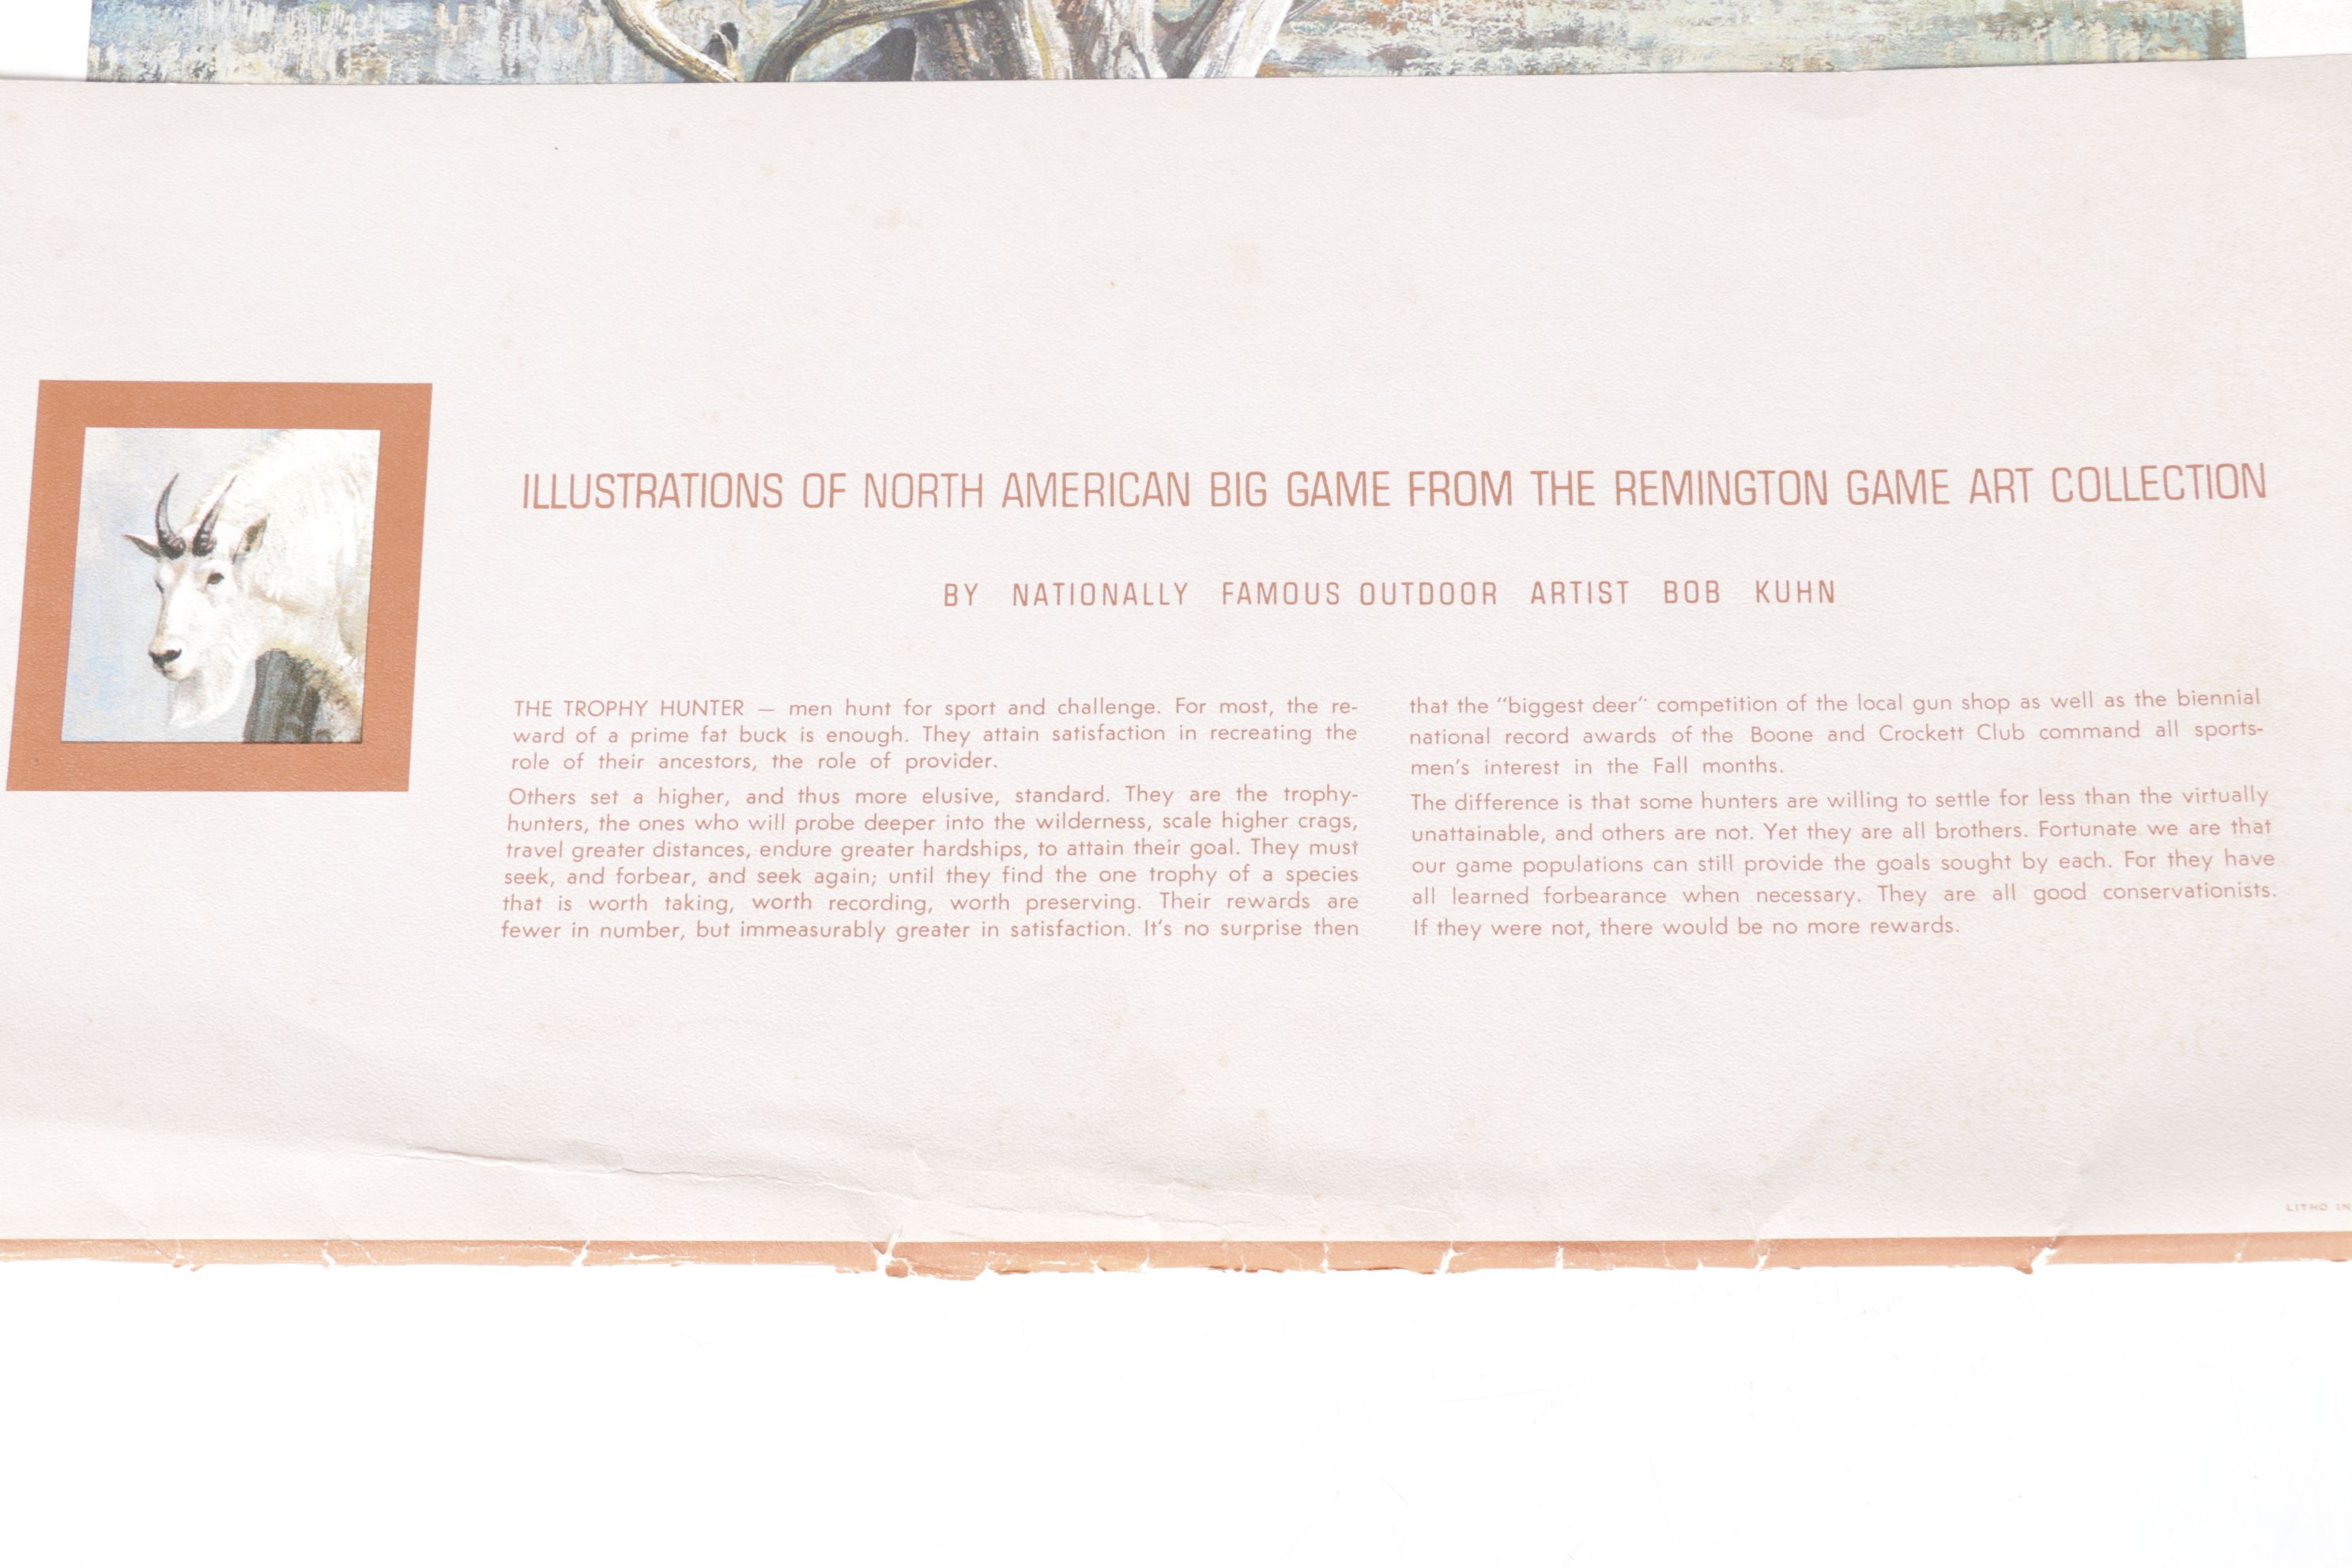 ILLUSTRATIONS OF NORTH AMERICAN BIG GAME FROM THE REMINGTON GAME ART COLLECTION
BY NATIONALLY FAMOUS OUTDOOR ARTIST BOB KUHN
THE TROPHY HUNTER — men hunt for sport and challenge. For most, the re-
ward of a prime fat buck is enough. They attain satisfaction in recreating the
role of their ancestors, the role of provider.
Others set a higher, and thus more elusive, standard. They are the trophy-
hunters, the ones who will probe deeper into the wilderness, scale higher crags,
travel greater distances, endure greater hardships, to attain their goal. They must
seek, and forbear, and seek again; until they find the one trophy of a species
that is worth taking, worth recording, worth preserving. Their rewards are
fewer in number, but immeasurably greater in satisfaction. It's no surprise then
that the "biggest deer" competition of the local gun shop as well as the biennial
national record awards of the Boone and Crockett Club command all sports-
men's interest in the Fall months.
The difference is that some hunters are willing to settle for less than the virtually
unattainable, and others are not. Yet they are all brothers. Fortunate we are that
our game populations can still provide the goals sought by each. For they have
all learned forbearance when necessary. They are all good conservationists.
If they were not, there would be no more rewards.
LITHO IN